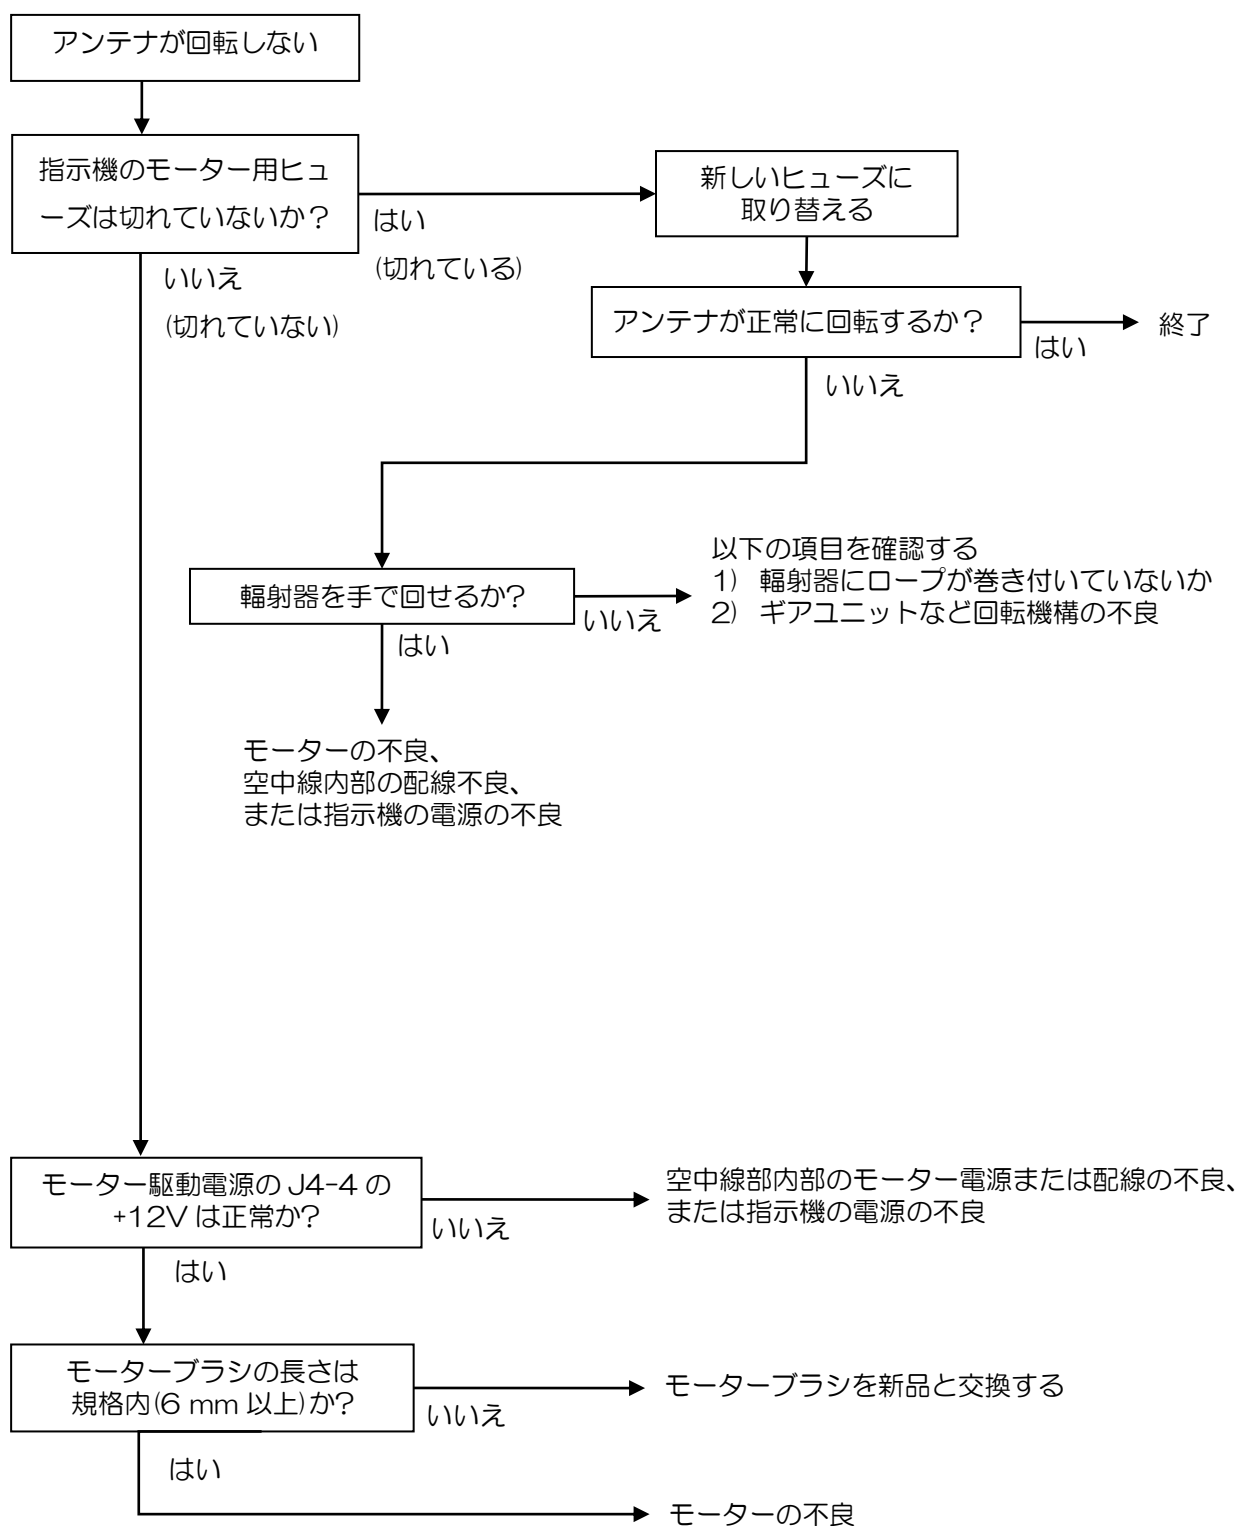 アンテナが回転しない
指示機のモーター用ヒュ
ーズは切れていないか？
はい
(切れている)
いいえ
(切れていない)
新しいヒューズに
取り替える
アンテナが正常に回転するか？
はい
終了
いいえ
輻射器を手で回せるか?
いいえ
以下の項目を確認する
1) 輻射器にロープが巻き付いていないか
2) ギアユニットなど回転機構の不良
はい
モーターの不良、
空中線内部の配線不良、
または指示機の電源の不良
モーター駆動電源の J4-4 の
+12V は正常か?
いいえ
空中線部内部のモーター電源または配線の不良、
または指示機の電源の不良
はい
モーターブラシの長さは
規格内(6 mm 以上)か?
いいえ
モーターブラシを新品と交換する
はい
モーターの不良